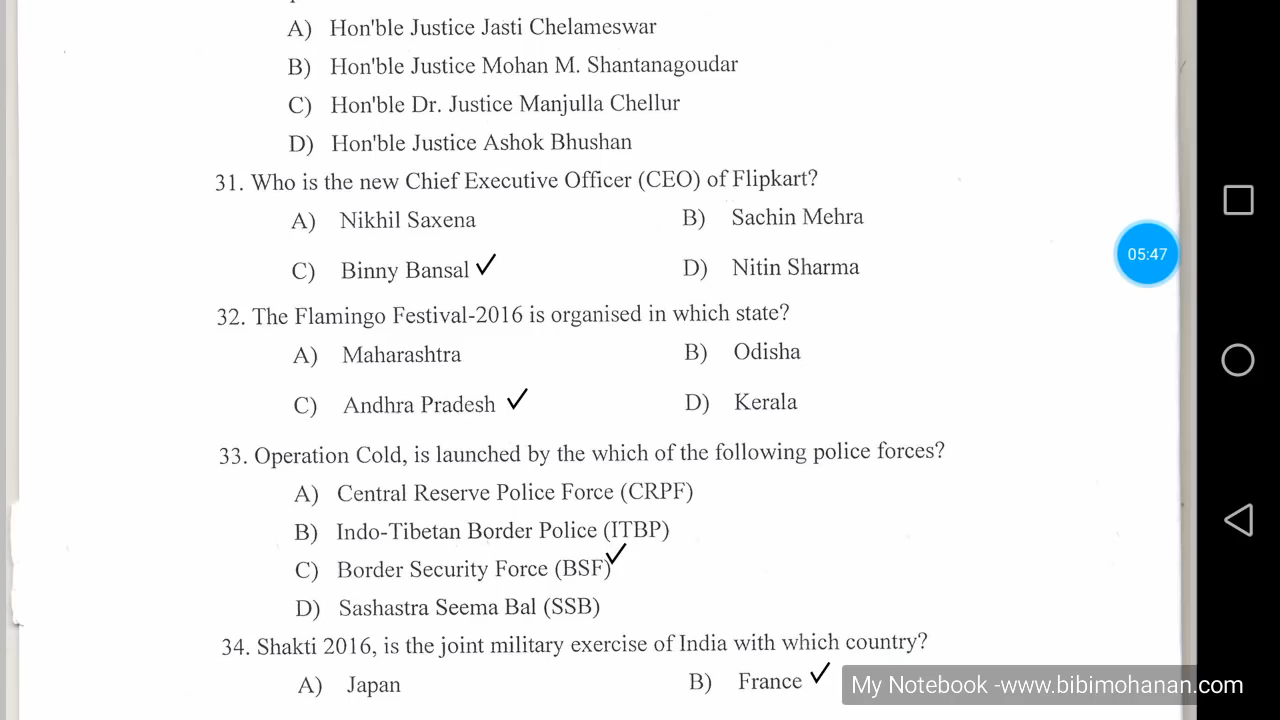 A) Hon'ble Justice Jasti Chelameswar
B) Hon'ble Justice Mohan M. Shantanagoudar
C) Hon'ble Dr. Justice Manjulla Chellur
D) Hon'ble Justice Ashok Bhushan
31. Who is the new Chief Executive Officer (CEO) of Flipkart?
A) Nikhil Saxena B) Sachin Mehra
C) Binny Bansal ✓ D) Nitin Sharma
05:47
32. The Flamingo Festival-2016 is organised in which state?
A) Maharashtra B) Odisha
C) Andhra Pradesh ✓ D) Kerala
33. Operation Cold, is launched by the which of the following police forces?
A) Central Reserve Police Force (CRPF)
B) Indo-Tibetan Border Police (ITBP)
C) Border Security Force (BSF) ✓
D) Sashastra Seema Bal (SSB)
34. Shakti 2016, is the joint military exercise of India with which country?
A) Japan B) France ✓
My Notebook -www.bibimohanan.com